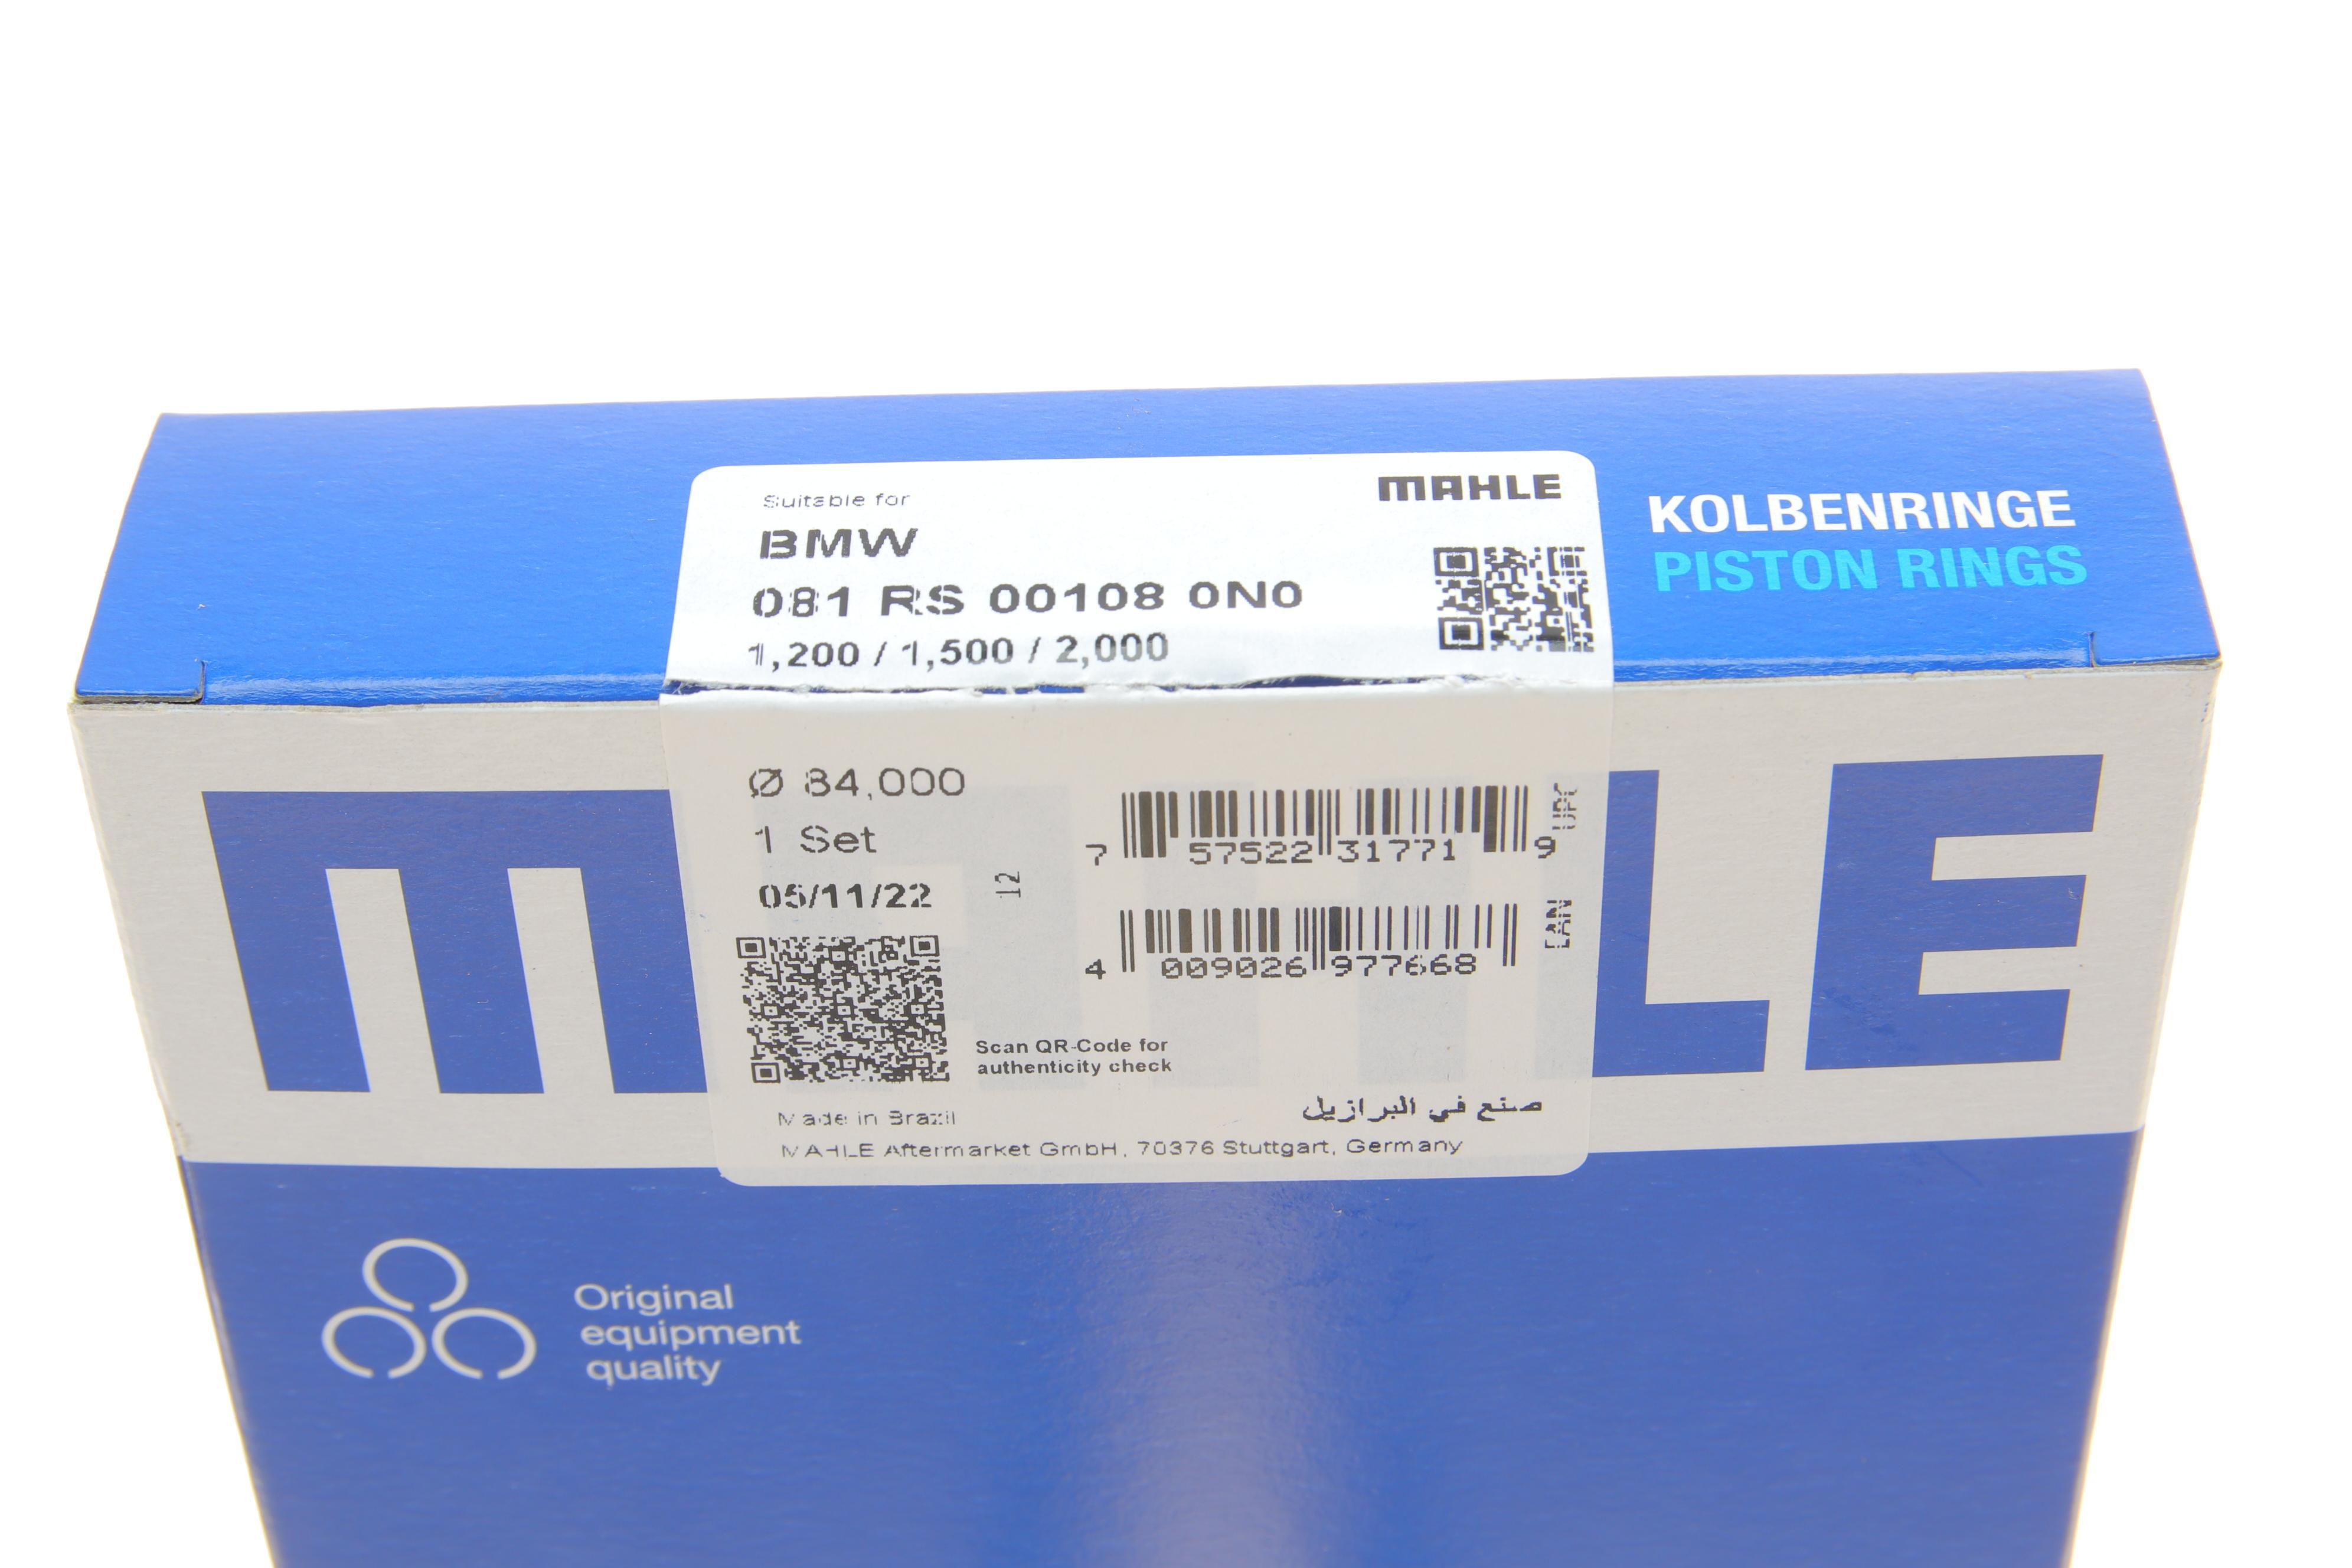 Suitable for
MAHLE
BMW
081 RS 00108 0N0
1,200 / 1,500 / 2,000
KOLBENRINGE
PISTON RINGS
Ø 84,000
1 Set
05/11/22
12
7 57522 31771 9
UPC
4 009026 977668
EAN
Scan QR-Code for
authenticity check
Made in Brazil
صنع في البرازيل
MAHLE Aftermarket GmbH, 70376 Stuttgart, Germany
MAHLE
Original
equipment
quality